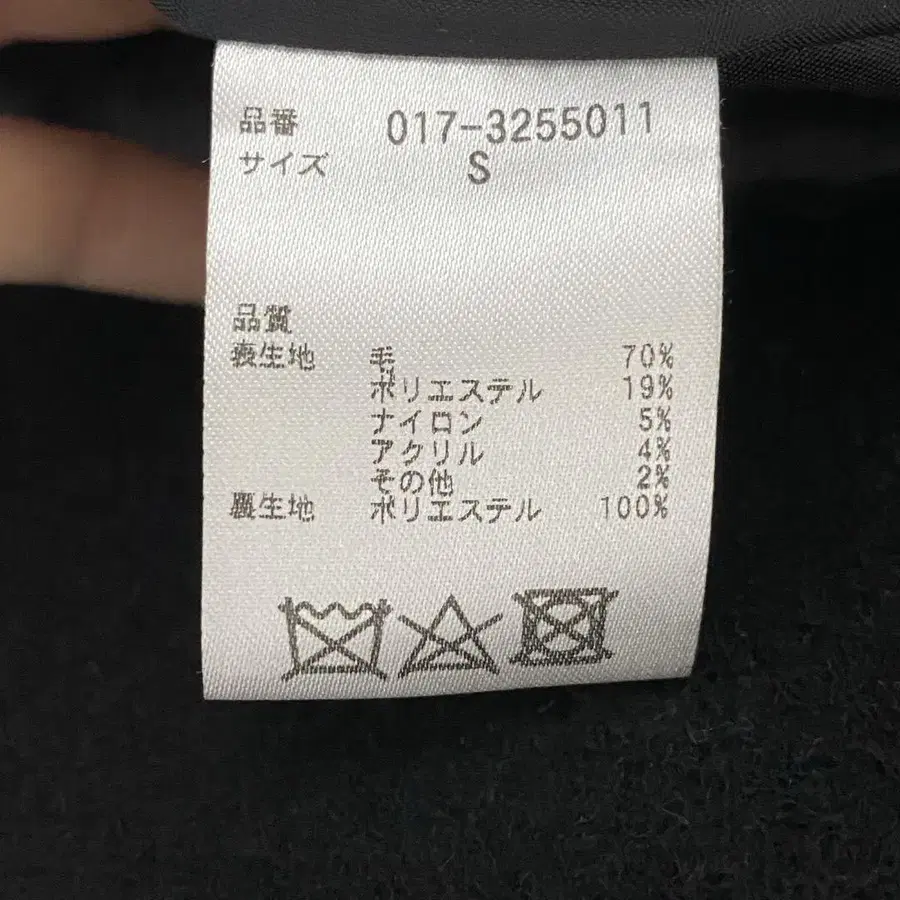 品番 017-3255011
サイズ S
品質
表生地 毛 70%
ポリエステル 19%
ナイロン 5%
アクリル 4%
その他 2%
裏生地 ポリエステル 100%